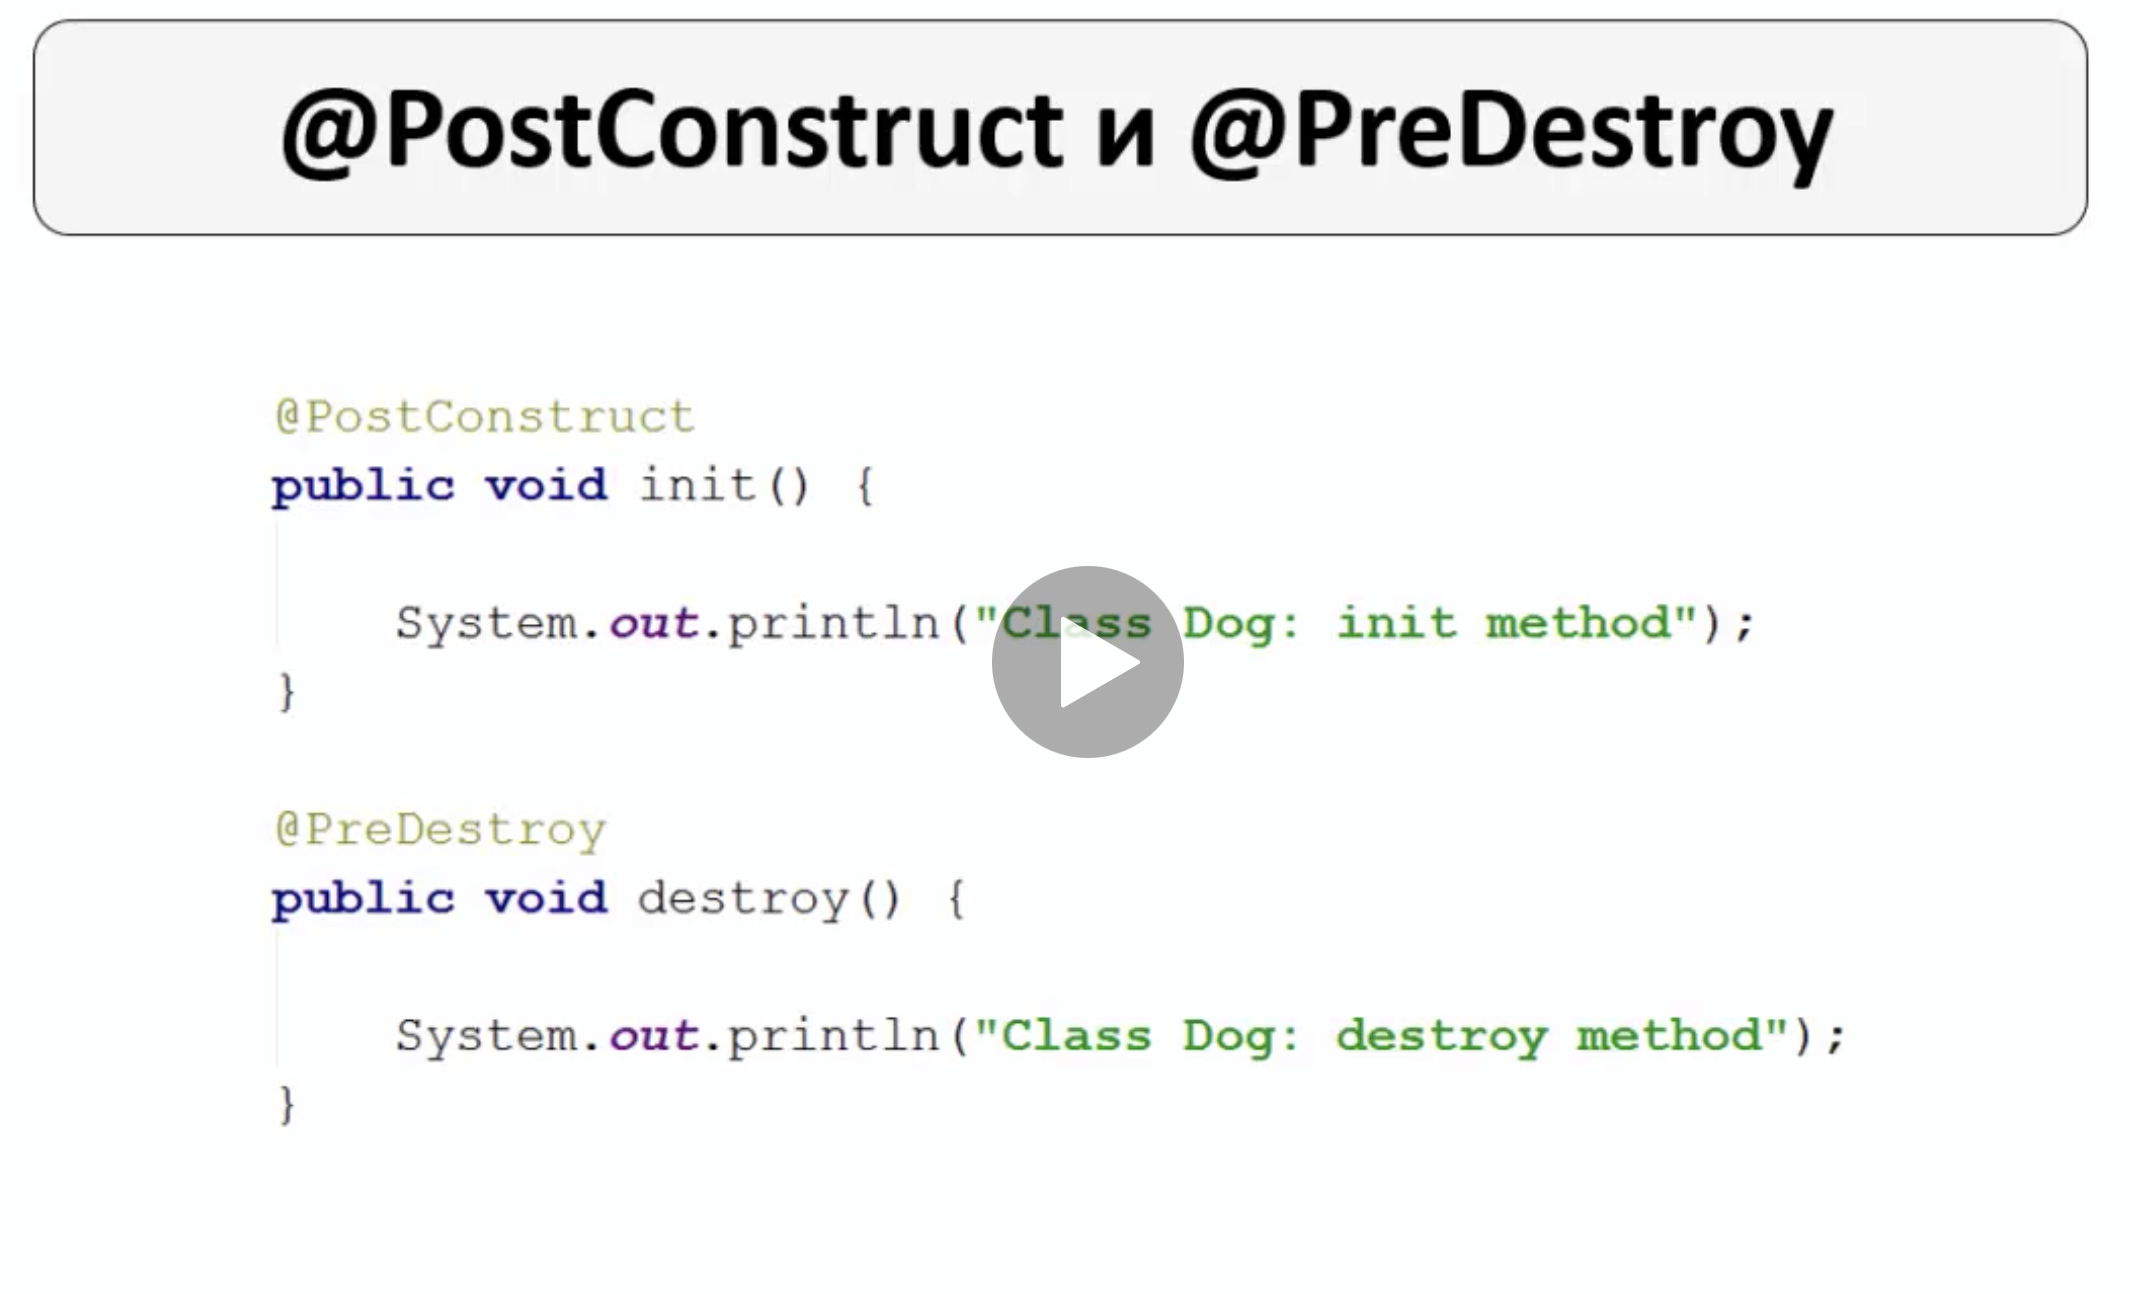 @PostConstruct и @PreDestroy
@PostConstruct
public void init() {
System.out.println("Class Dog: init method");
}
@PreDestroy
public void destroy() {
System.out.println("Class Dog: destroy method");
}